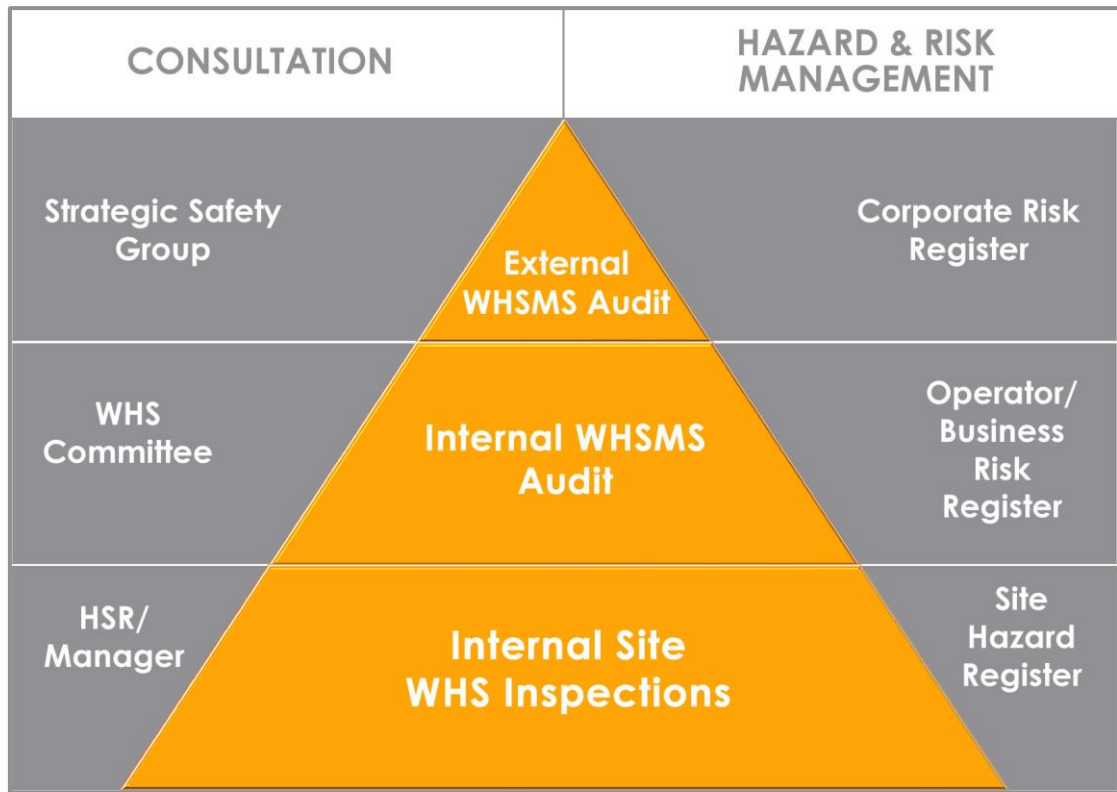 CONSULTATION
HAZARD & RISK
MANAGEMENT
Strategic Safety
Group
External
WHSMS Audit
Corporate Risk
Register
WHS
Committee
Internal WHSMS
Audit
Operator/
Business
Risk
Register
HSR/
Manager
Internal Site
WHS Inspections
Site
Hazard
Register